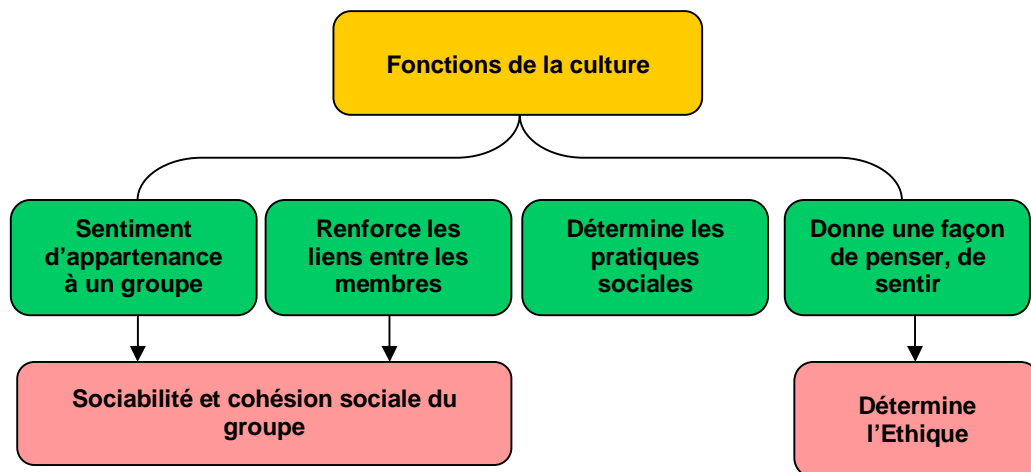 Fonctions de la culture
Sentiment
d’appartenance
à un groupe
Renforce les
liens entre les
membres
Détermine les
pratiques
sociales
Donne une façon
de penser, de
sentir
Sociabilité et cohésion sociale du
groupe
Détermine
l’Ethique